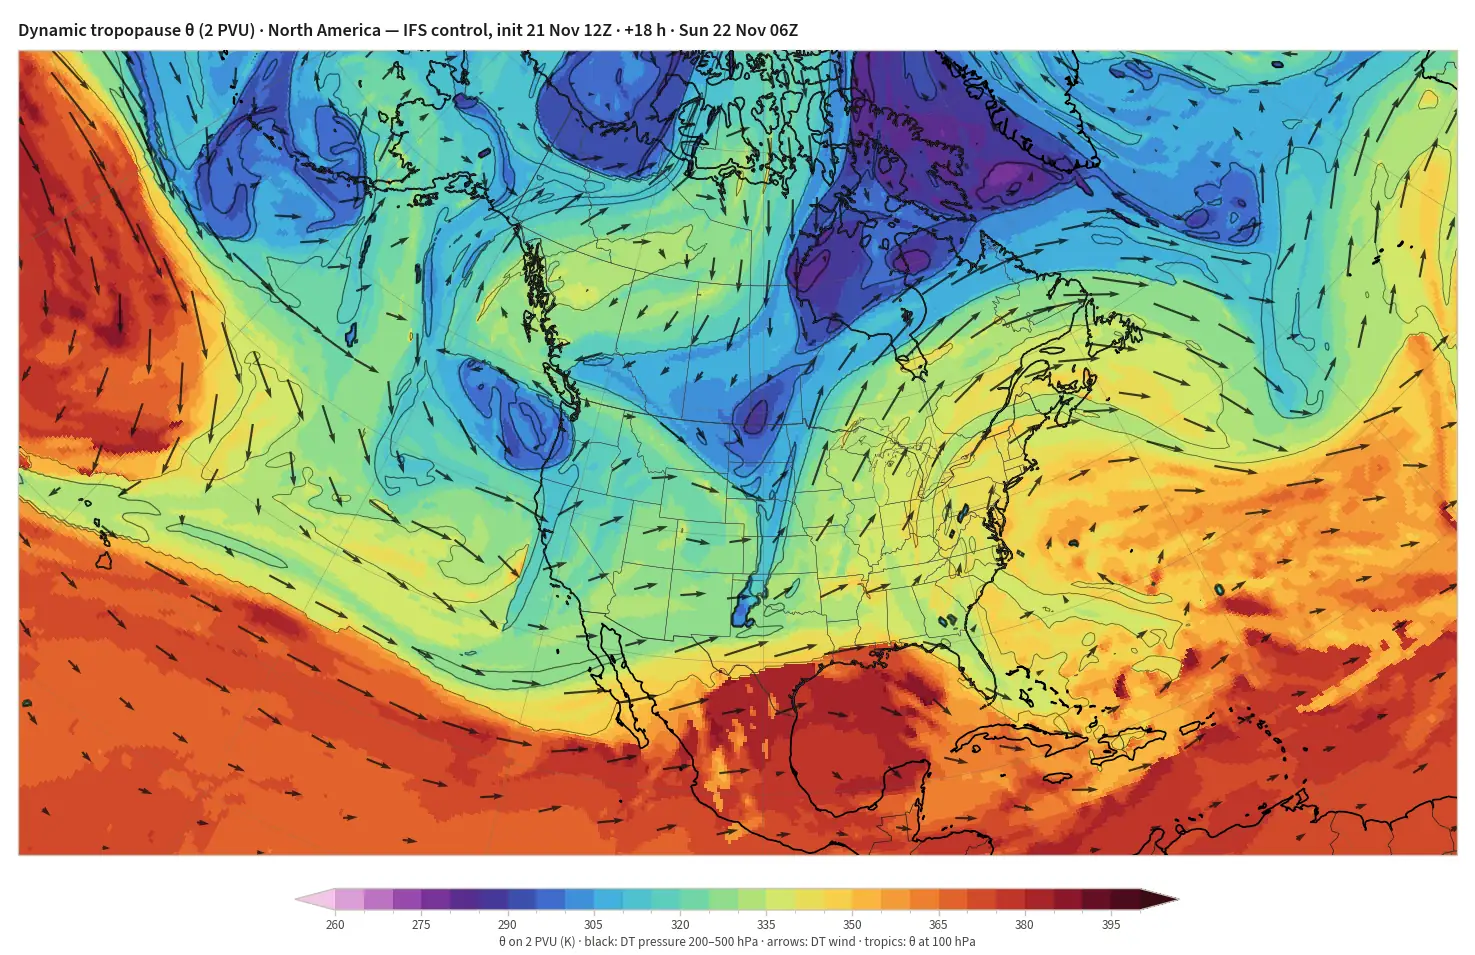 Dynamic tropopause θ (2 PVU) · North America — IFS control, init 21 Nov 12Z · +18 h · Sun 22 Nov 06Z
260 275 290 305 320 335 350 365 380 395
θ on 2 PVU (K) · black: DT pressure 200–500 hPa · arrows: DT wind · tropics: θ at 100 hPa